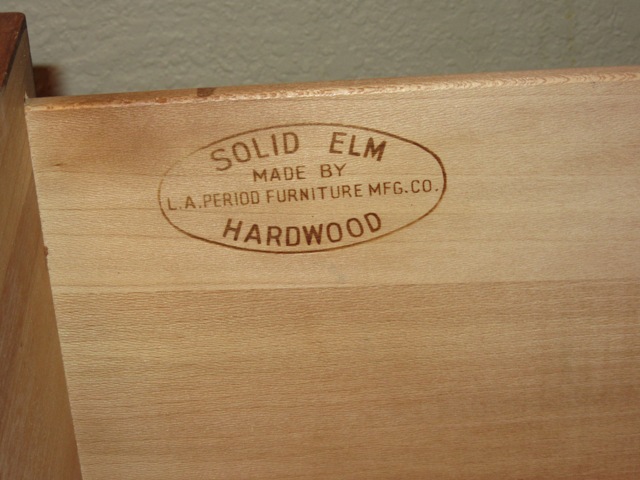 SOLID ELM
MADE BY
L.A. PERIOD FURNITURE MFG. CO.
HARDWOOD